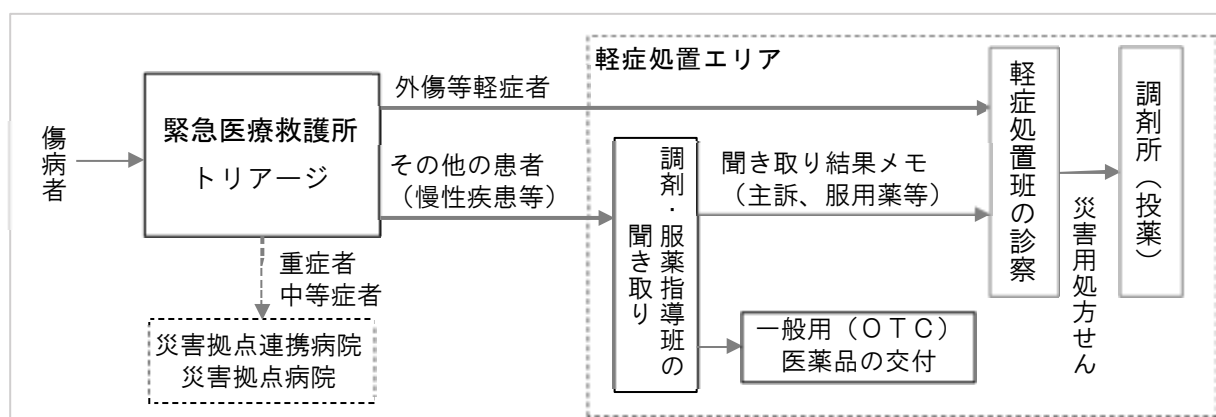 傷病者
緊急医療救護所
トリアージ
外傷等軽症者
その他の患者
（慢性疾患等）
重症者
中等症者
災害拠点連携病院
災害拠点病院
軽症処置エリア
調剤・服薬指導班の
聞き取り
聞き取り結果メモ
（主訴、服用薬等）
一般用（ＯＴＣ）
医薬品の交付
軽症処置班の診察
災害用処方せん
調剤所（投薬）